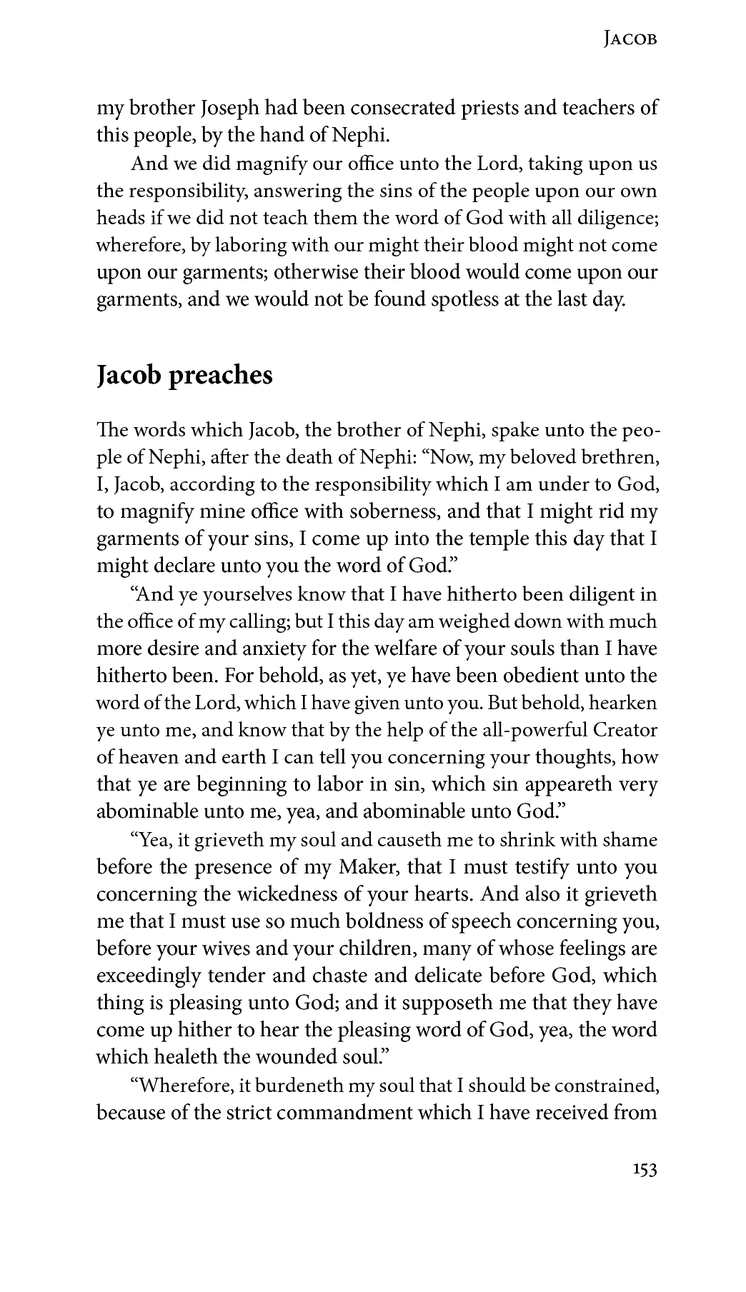 Jacob
my brother Joseph had been consecrated priests and teachers of
this people, by the hand of Nephi.
And we did magnify our office unto the Lord, taking upon us
the responsibility, answering the sins of the people upon our own
heads if we did not teach them the word of God with all diligence;
wherefore, by laboring with our might their blood might not come
upon our garments; otherwise their blood would come upon our
garments, and we would not be found spotless at the last day.
Jacob preaches
The words which Jacob, the brother of Nephi, spake unto the peo-
ple of Nephi, after the death of Nephi: “Now, my beloved brethren,
I, Jacob, according to the responsibility which I am under to God,
to magnify mine office with soberness, and that I might rid my
garments of your sins, I come up into the temple this day that I
might declare unto you the word of God.”
“And ye yourselves know that I have hitherto been diligent in
the office of my calling; but I this day am weighed down with much
more desire and anxiety for the welfare of your souls than I have
hitherto been. For behold, as yet, ye have been obedient unto the
word of the Lord, which I have given unto you. But behold, hearken
ye unto me, and know that by the help of the all-powerful Creator
of heaven and earth I can tell you concerning your thoughts, how
that ye are beginning to labor in sin, which sin appeareth very
abominable unto me, yea, and abominable unto God.”
“Yea, it grieveth my soul and causeth me to shrink with shame
before the presence of my Maker, that I must testify unto you
concerning the wickedness of your hearts. And also it grieveth
me that I must use so much boldness of speech concerning you,
before your wives and your children, many of whose feelings are
exceedingly tender and chaste and delicate before God, which
thing is pleasing unto God; and it supposeth me that they have
come up hither to hear the pleasing word of God, yea, the word
which healeth the wounded soul.”
“Wherefore, it burdeneth my soul that I should be constrained,
because of the strict commandment which I have received from
153